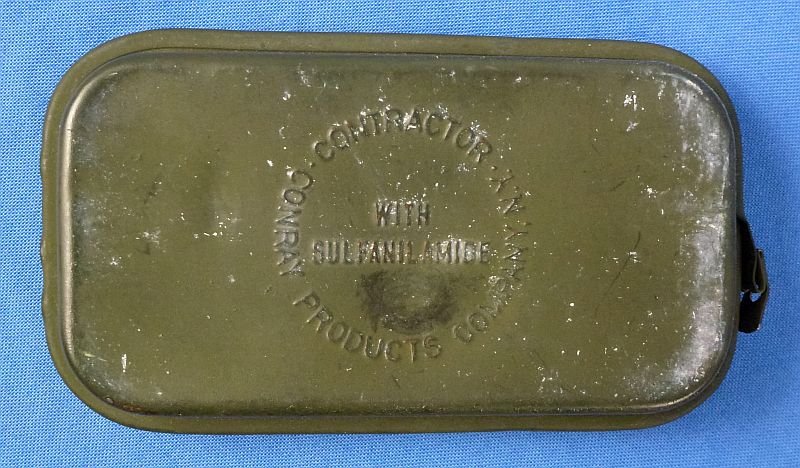 · CONTRACTOR ·
CONRAY PRODUCTS COMPANY, N.Y.
WITH
SULFANILAMIDE